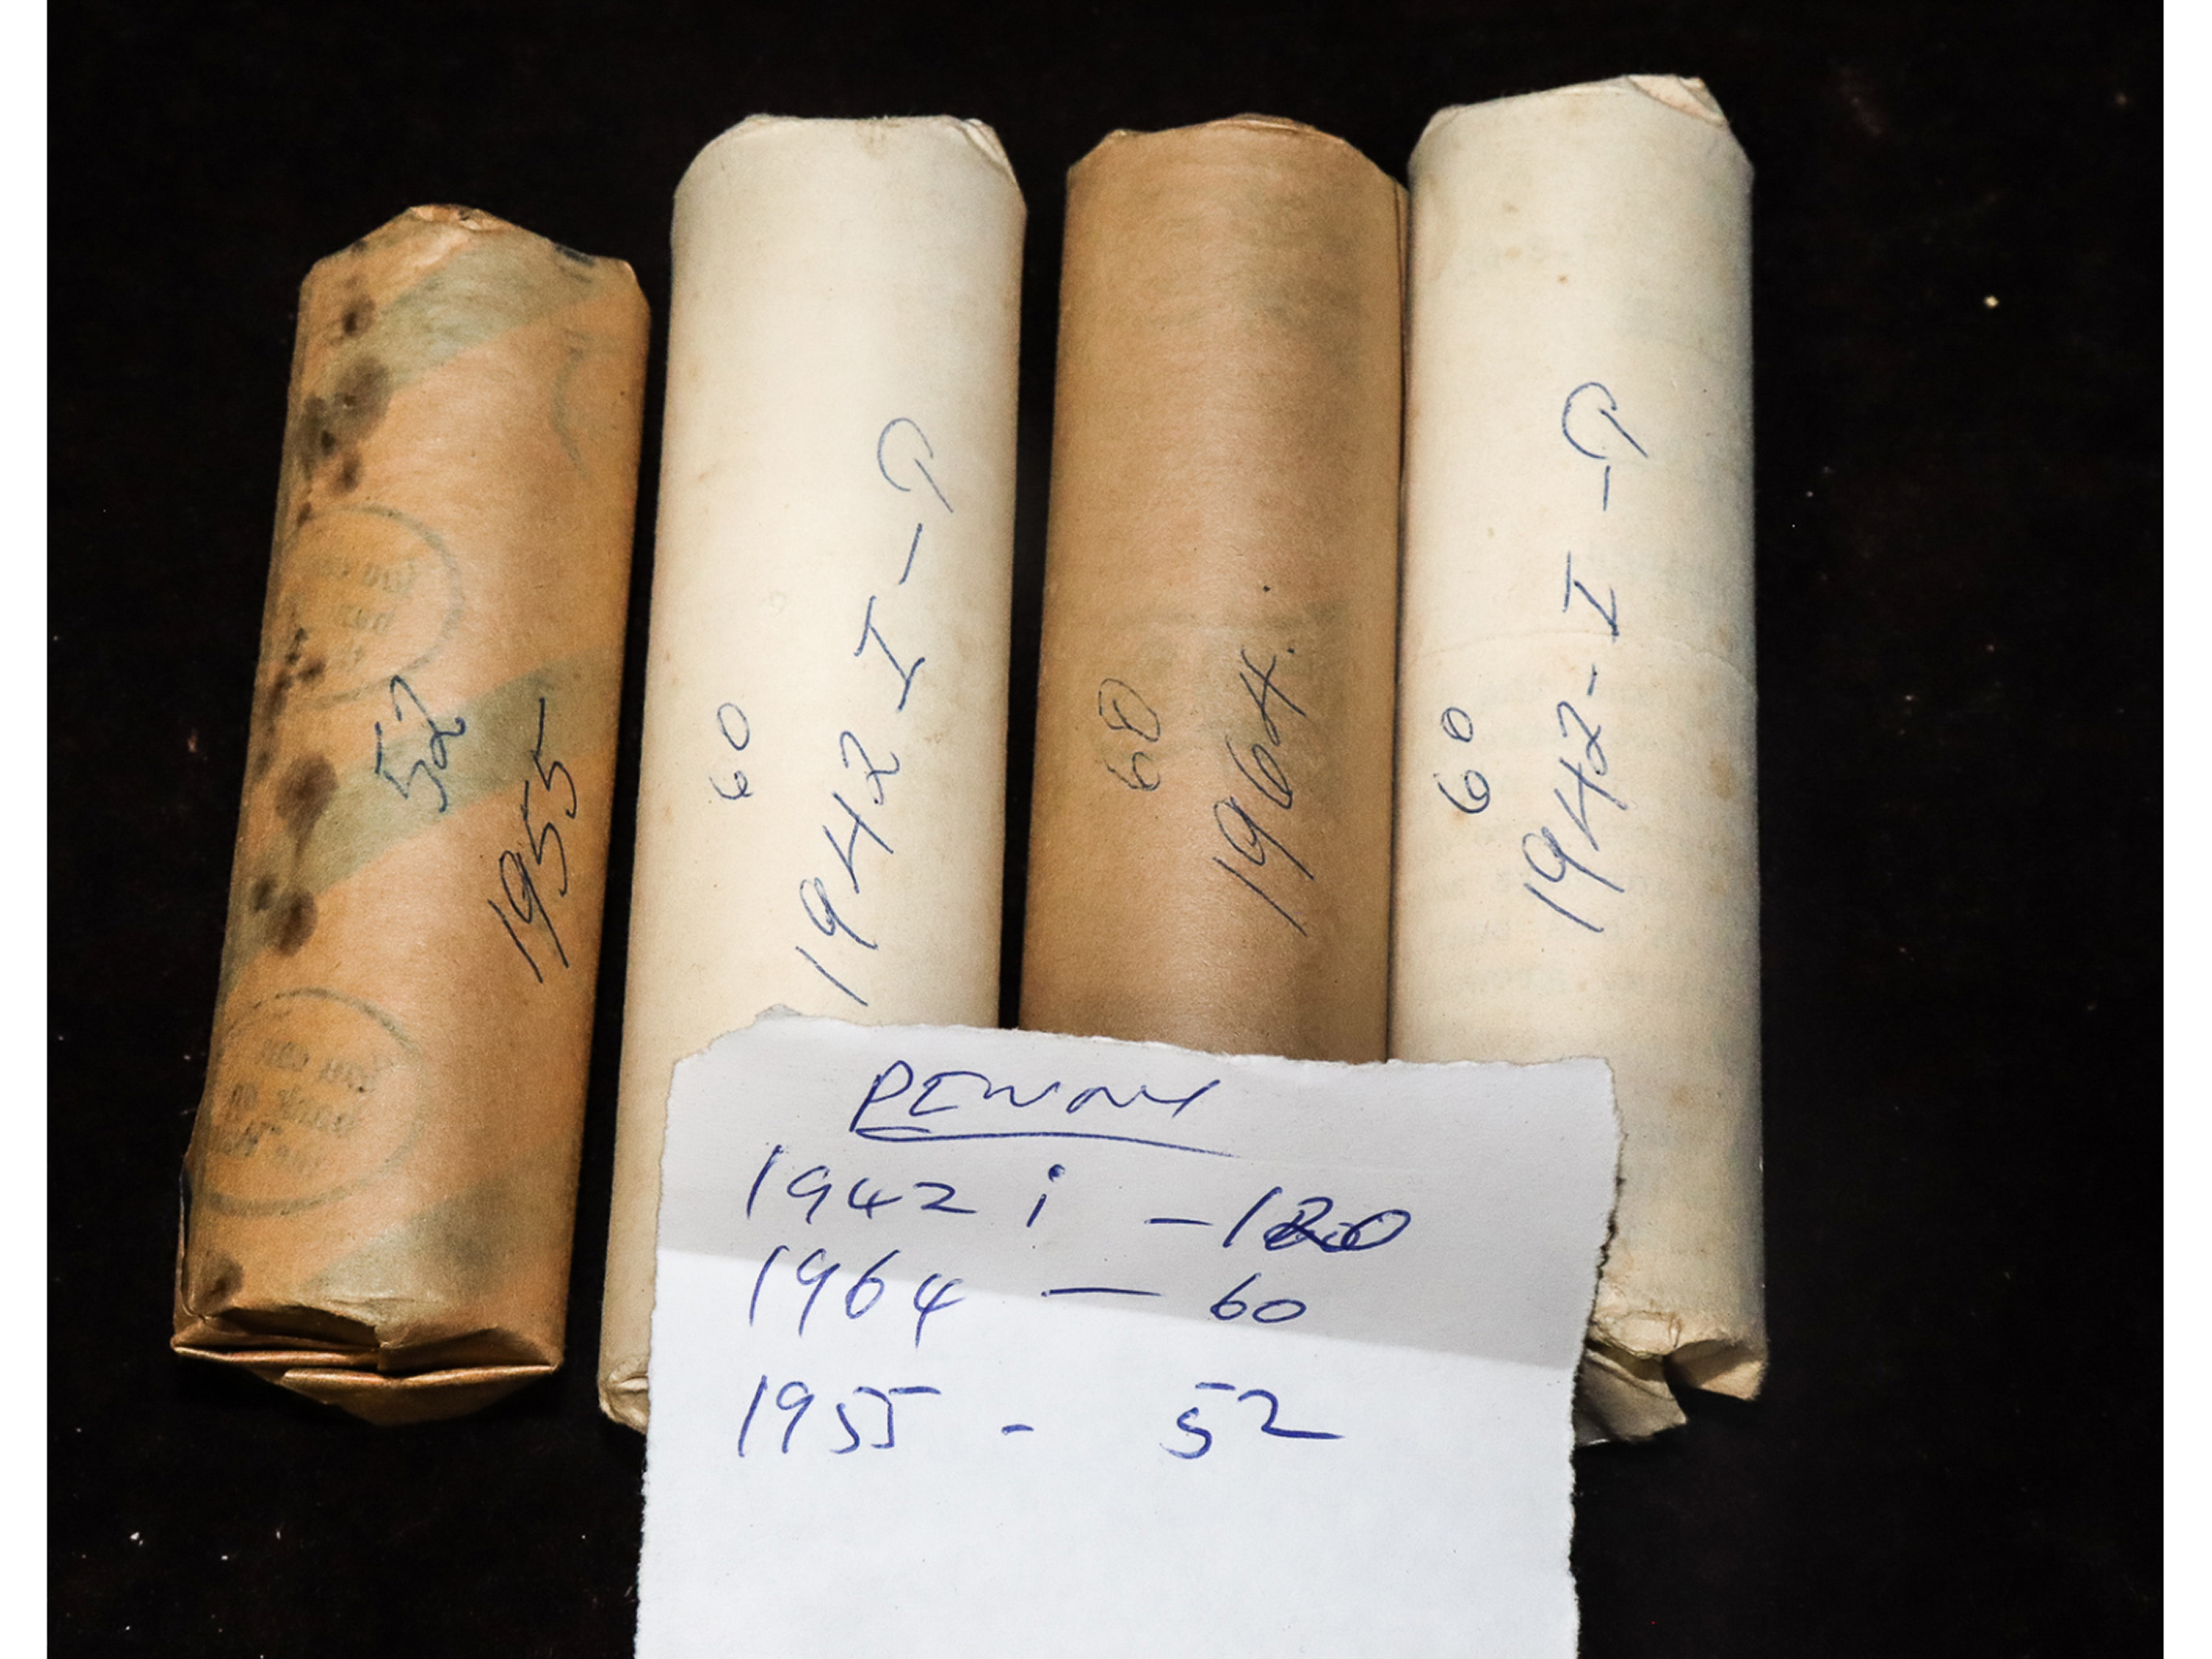 52
1955
60
1942 I - P
60
1964.
60
1942 - I - P
PENNY
1942 i - 120
1964 - 60
1955 - 52